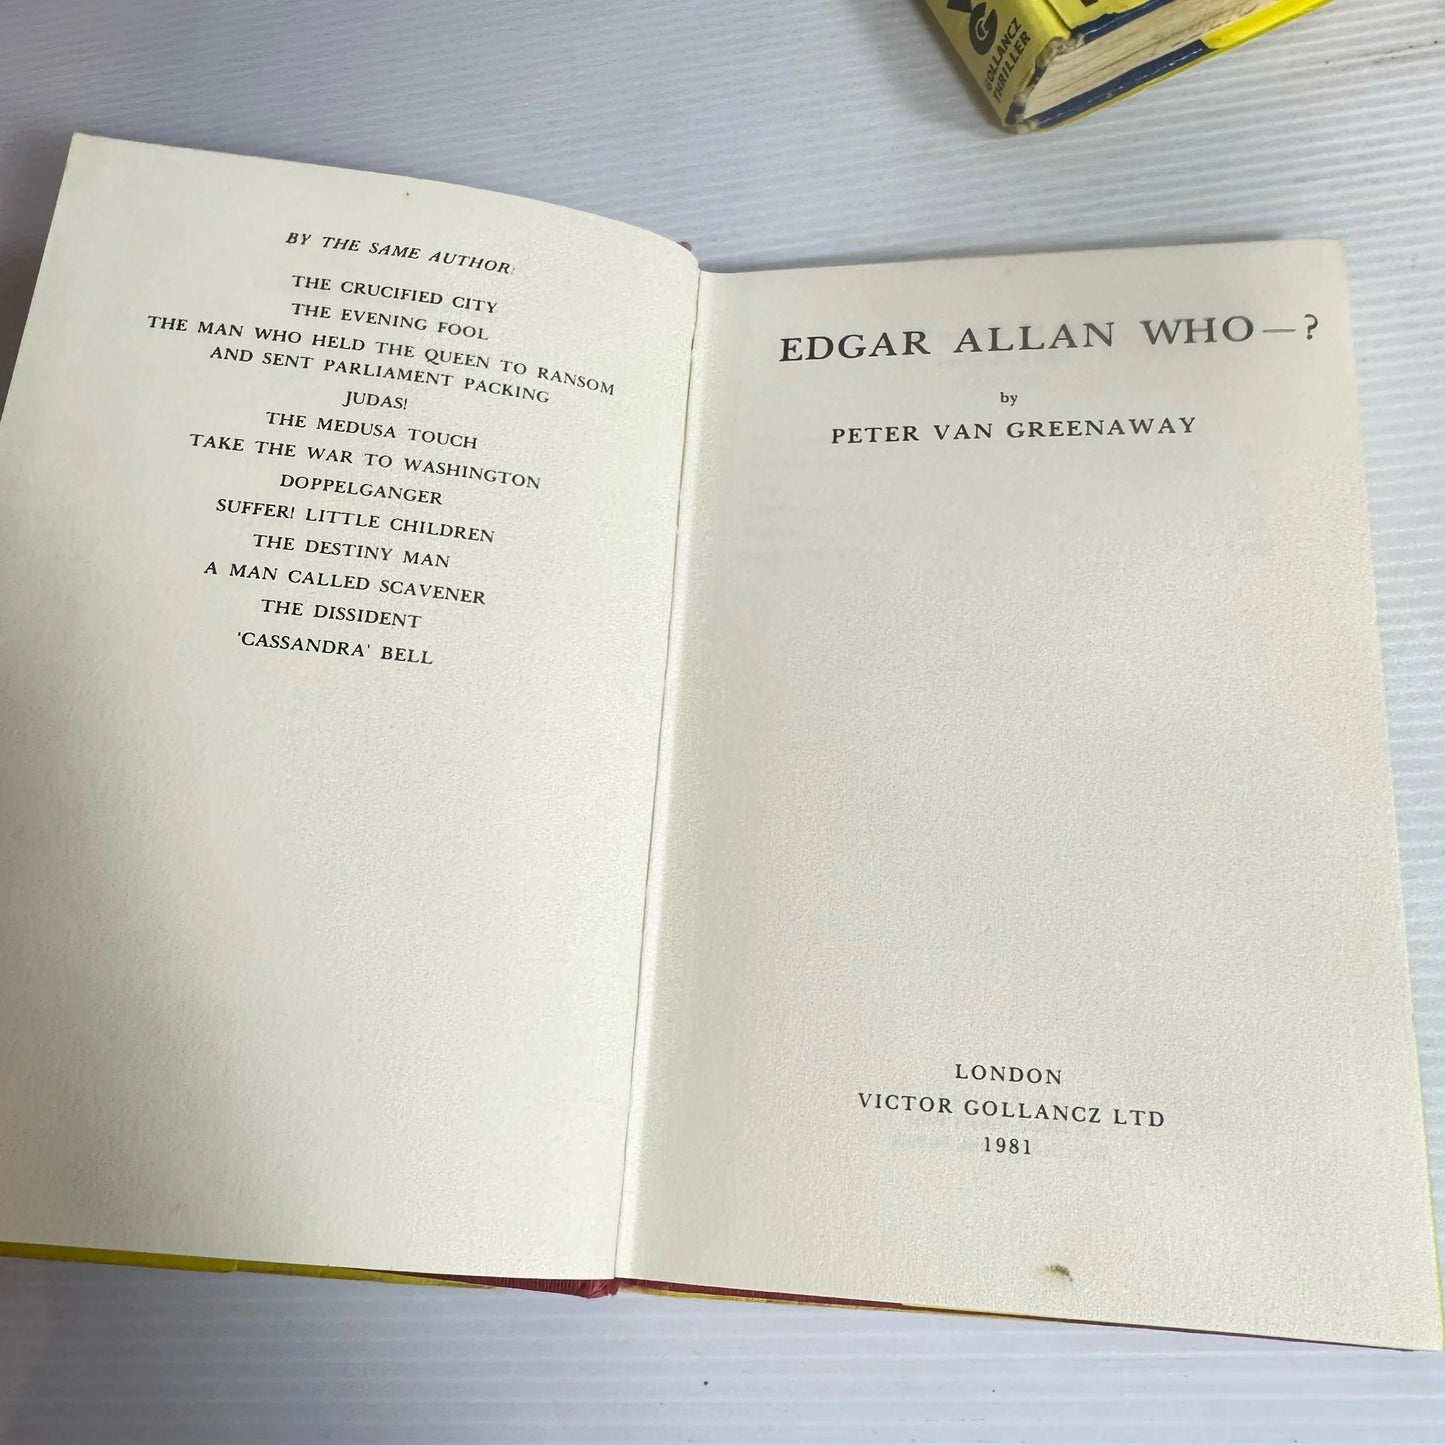 BY THE SAME AUTHOR:
THE CRUCIFIED CITY
THE EVENING FOOL
THE MAN WHO HELD THE QUEEN TO RANSOM
AND SENT PARLIAMENT PACKING
JUDAS!
THE MEDUSA TOUCH
TAKE THE WAR TO WASHINGTON
DOPPELGANGER
SUFFER! LITTLE CHILDREN
THE DESTINY MAN
A MAN CALLED SCAVENER
THE DISSIDENT
'CASSANDRA' BELL
EDGAR ALLAN WHO—?
by
PETER VAN GREENAWAY
LONDON
VICTOR GOLLANCZ LTD
1981
GOLLANCZ
THRILLER